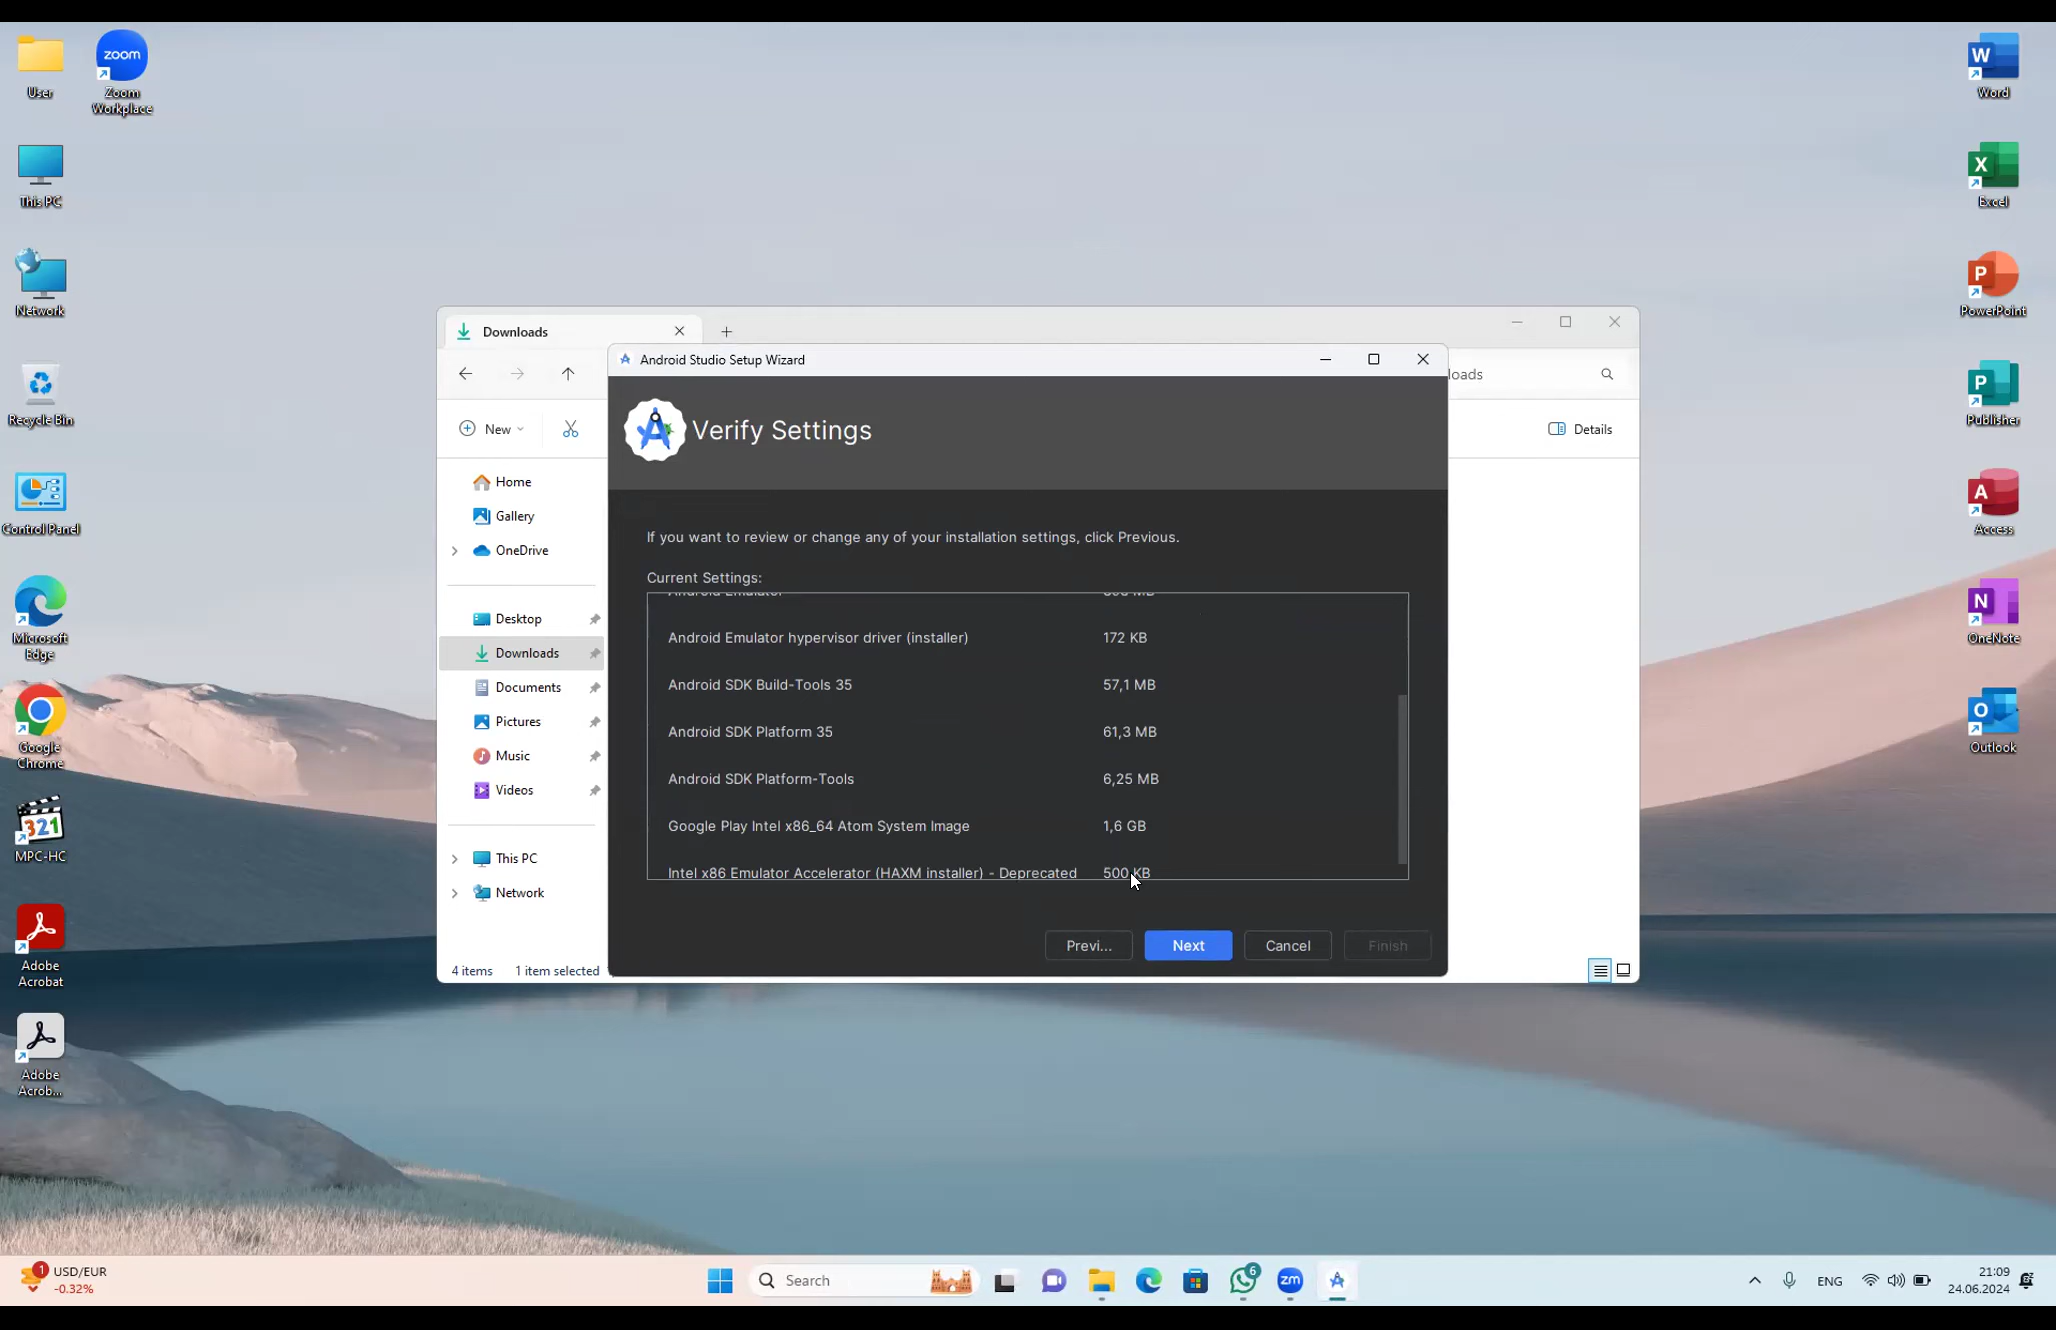 User
zoom
Zoom
Workplace
This PC
Network
Recycle Bin
Control Panel
Microsoft
Edge
Google
Chrome
321
MPC-HC
Adobe
Acrobat
Adobe
Acrob...
W
Word
X
Excel
P
PowerPoint
P
Publisher
A
Access
N
OneNote
O
Outlook
Downloads
loads
New
Details
Home
Gallery
OneDrive
Desktop
Downloads
Documents
Pictures
Music
Videos
This PC
Network
4 items 1 item selected
Android Studio Setup Wizard
Verify Settings
If you want to review or change any of your installation settings, click Previous.
Current Settings:
Android Emulator
Android Emulator hypervisor driver (installer) 172 KB
Android SDK Build-Tools 35 57,1 MB
Android SDK Platform 35 61,3 MB
Android SDK Platform-Tools 6,25 MB
Google Play Intel x86_64 Atom System Image 1,6 GB
Intel x86 Emulator Accelerator (HAXM installer) - Deprecated 500 KB
Previ... Next Cancel Finish
1
USD/EUR
-0.32%
Search
6
zm
ENG
21:09
24.06.2024